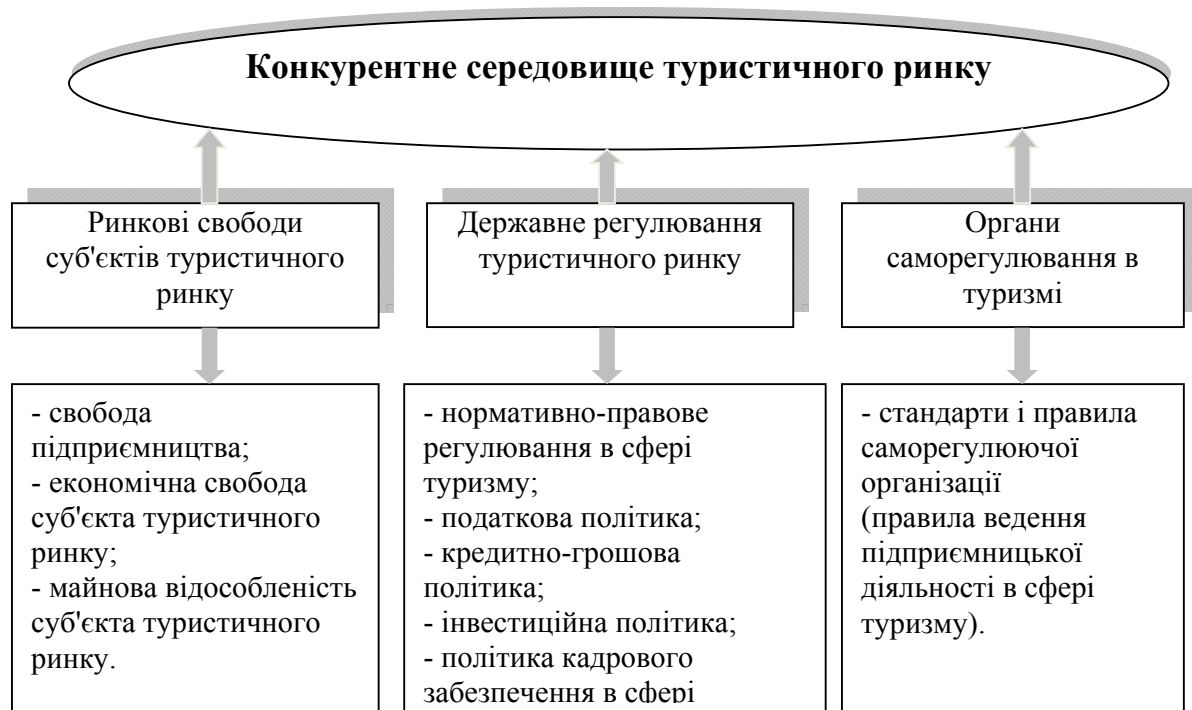 Конкурентне середовище туристичного ринку
Ринкові свободи
суб'єктів туристичного
ринку
Державне регулювання
туристичного ринку
Органи
саморегулювання в
туризмі
- свобода
підприємництва;
- економічна свобода
суб'єкта туристичного
ринку;
- майнова відособленість
суб'єкта туристичного
ринку.
- нормативно-правове
регулювання в сфері
туризму;
- податкова політика;
- кредитно-грошова
політика;
- інвестиційна політика;
- політика кадрового
забезпечення в сфері
- стандарти і правила
саморегулюючої
організації
(правила ведення
підприємницької
діяльності в сфері
туризму).